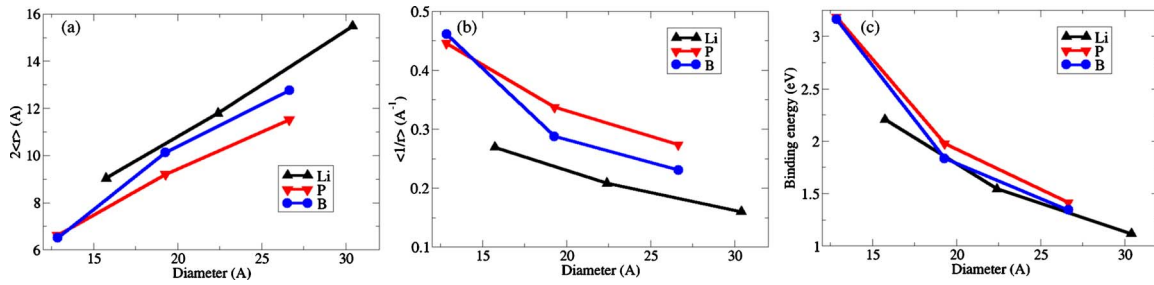 (a)
16
14
12
10
8
6
2<r> (A)
15 20 25 30
Diameter (A)
Li
P
B
(b)
0.5
0.4
0.3
0.2
0.1
<1/r> (A⁻¹)
15 20 25 30
Diameter (A)
Li
P
B
(c)
3
2.5
2
1.5
1
Binding energy (eV)
15 20 25 30
Diameter (A)
Li
P
B